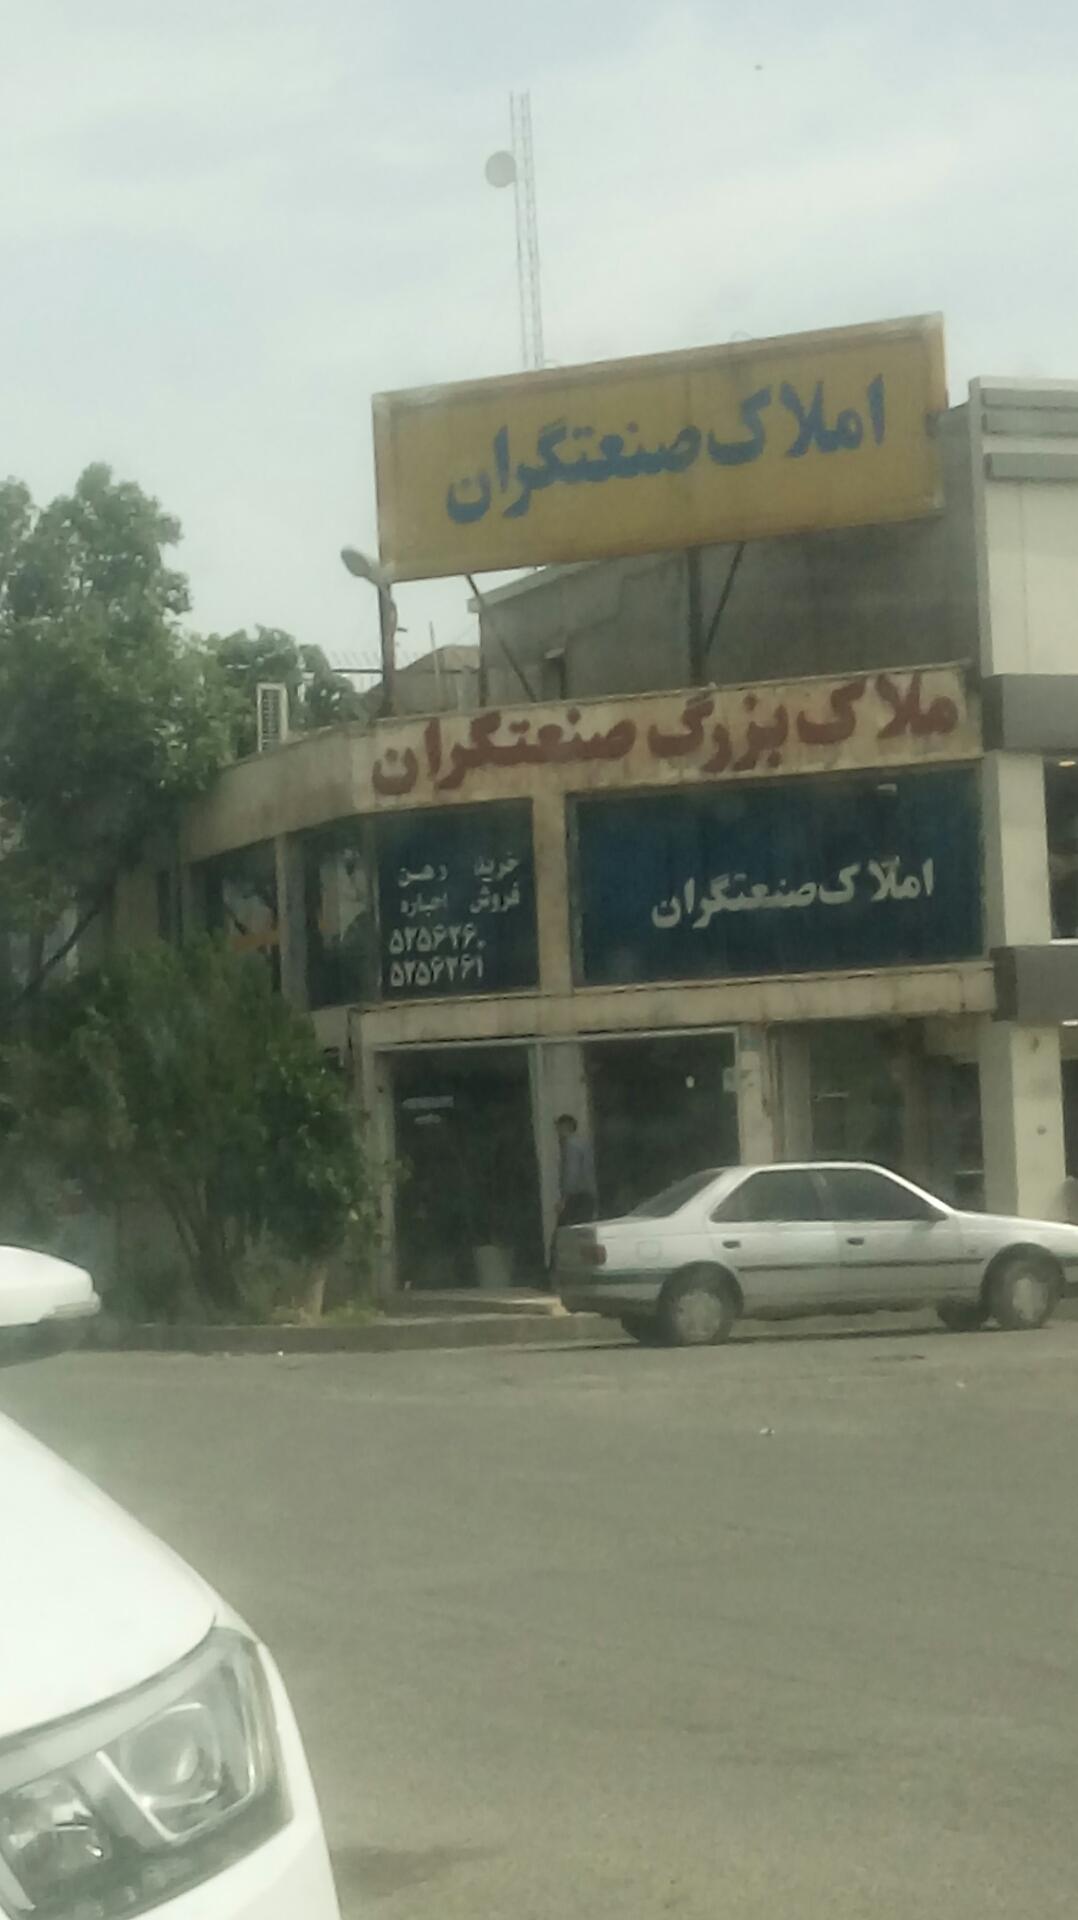 املاک صنعتگران
ملاک بزرگ صنعتگران
املاک صنعتگران
خرید رهن
فروش اجاره
۵۲۵۶۲۶۰
۵۲۵۶۲۶۱